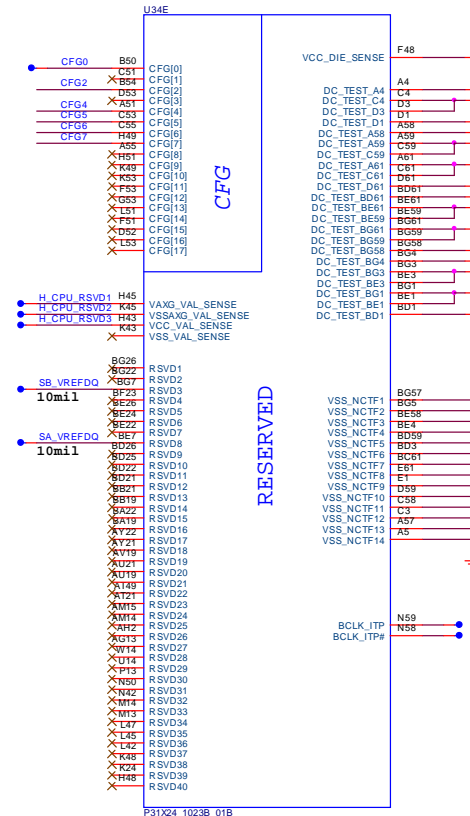 U34E
CFG0 B50 CFG[0]
C51 CFG[1]
CFG2 B54 CFG[2]
D53 CFG[3]
CFG4 A51 CFG[4]
CFG5 C53 CFG[5]
CFG6 C55 CFG[6]
CFG7 H49 CFG[7]
A55 CFG[8]
H51 CFG[9]
K49 CFG[10]
K53 CFG[11]
F53 CFG[12]
G53 CFG[13]
L51 CFG[14]
F51 CFG[15]
D52 CFG[16]
L53 CFG[17]
CFG
H_CPU_RSVD1 H45 VAXG_VAL_SENSE
H_CPU_RSVD2 K45 VSSAXG_VAL_SENSE
H_CPU_RSVD3 H43 VCC_VAL_SENSE
K43 VSS_VAL_SENSE
BG26 RSVD1
BG22 RSVD2
SB_VREFDQ BG7 RSVD3
10mil
BF23 RSVD4
BE26 RSVD5
BE24 RSVD6
BE22 RSVD7
SA_VREFDQ BE7 RSVD8
10mil
BD26 RSVD9
BD25 RSVD10
BD22 RSVD11
BD21 RSVD12
BB21 RSVD13
BB19 RSVD14
BA22 RSVD15
BA19 RSVD16
AY22 RSVD17
AY21 RSVD18
AV19 RSVD19
AU21 RSVD20
AU19 RSVD21
AT49 RSVD22
AT21 RSVD23
AM15 RSVD24
AM14 RSVD25
AH2 RSVD26
AG13 RSVD27
W14 RSVD28
U14 RSVD29
P13 RSVD30
N50 RSVD31
N42 RSVD32
M14 RSVD33
M13 RSVD34
L47 RSVD35
L45 RSVD36
L42 RSVD37
K48 RSVD38
K24 RSVD39
H48 RSVD40
RESERVED
VCC_DIE_SENSE F48
DC_TEST_A4 A4
DC_TEST_C4 C4
DC_TEST_D3 D3
DC_TEST_D1 D1
DC_TEST_A58 A58
DC_TEST_A59 A59
DC_TEST_C59 C59
DC_TEST_A61 A61
DC_TEST_C61 C61
DC_TEST_D61 D61
DC_TEST_BD61 BD61
DC_TEST_BE61 BE61
DC_TEST_BE59 BE59
DC_TEST_BG61 BG61
DC_TEST_BG59 BG59
DC_TEST_BG58 BG58
DC_TEST_BG4 BG4
DC_TEST_BG3 BG3
DC_TEST_BE3 BE3
DC_TEST_BG1 BG1
DC_TEST_BE1 BE1
DC_TEST_BD1 BD1
VSS_NCTF1 BG57
VSS_NCTF2 BG5
VSS_NCTF3 BE58
VSS_NCTF4 BE4
VSS_NCTF5 BD59
VSS_NCTF6 BD3
VSS_NCTF7 BC61
VSS_NCTF8 E61
VSS_NCTF9 E1
VSS_NCTF10 D59
VSS_NCTF11 C58
VSS_NCTF12 C3
VSS_NCTF13 A57
VSS_NCTF14 A5
BCLK_ITP N59
BCLK_ITP# N58
P31X24_1023B_01B